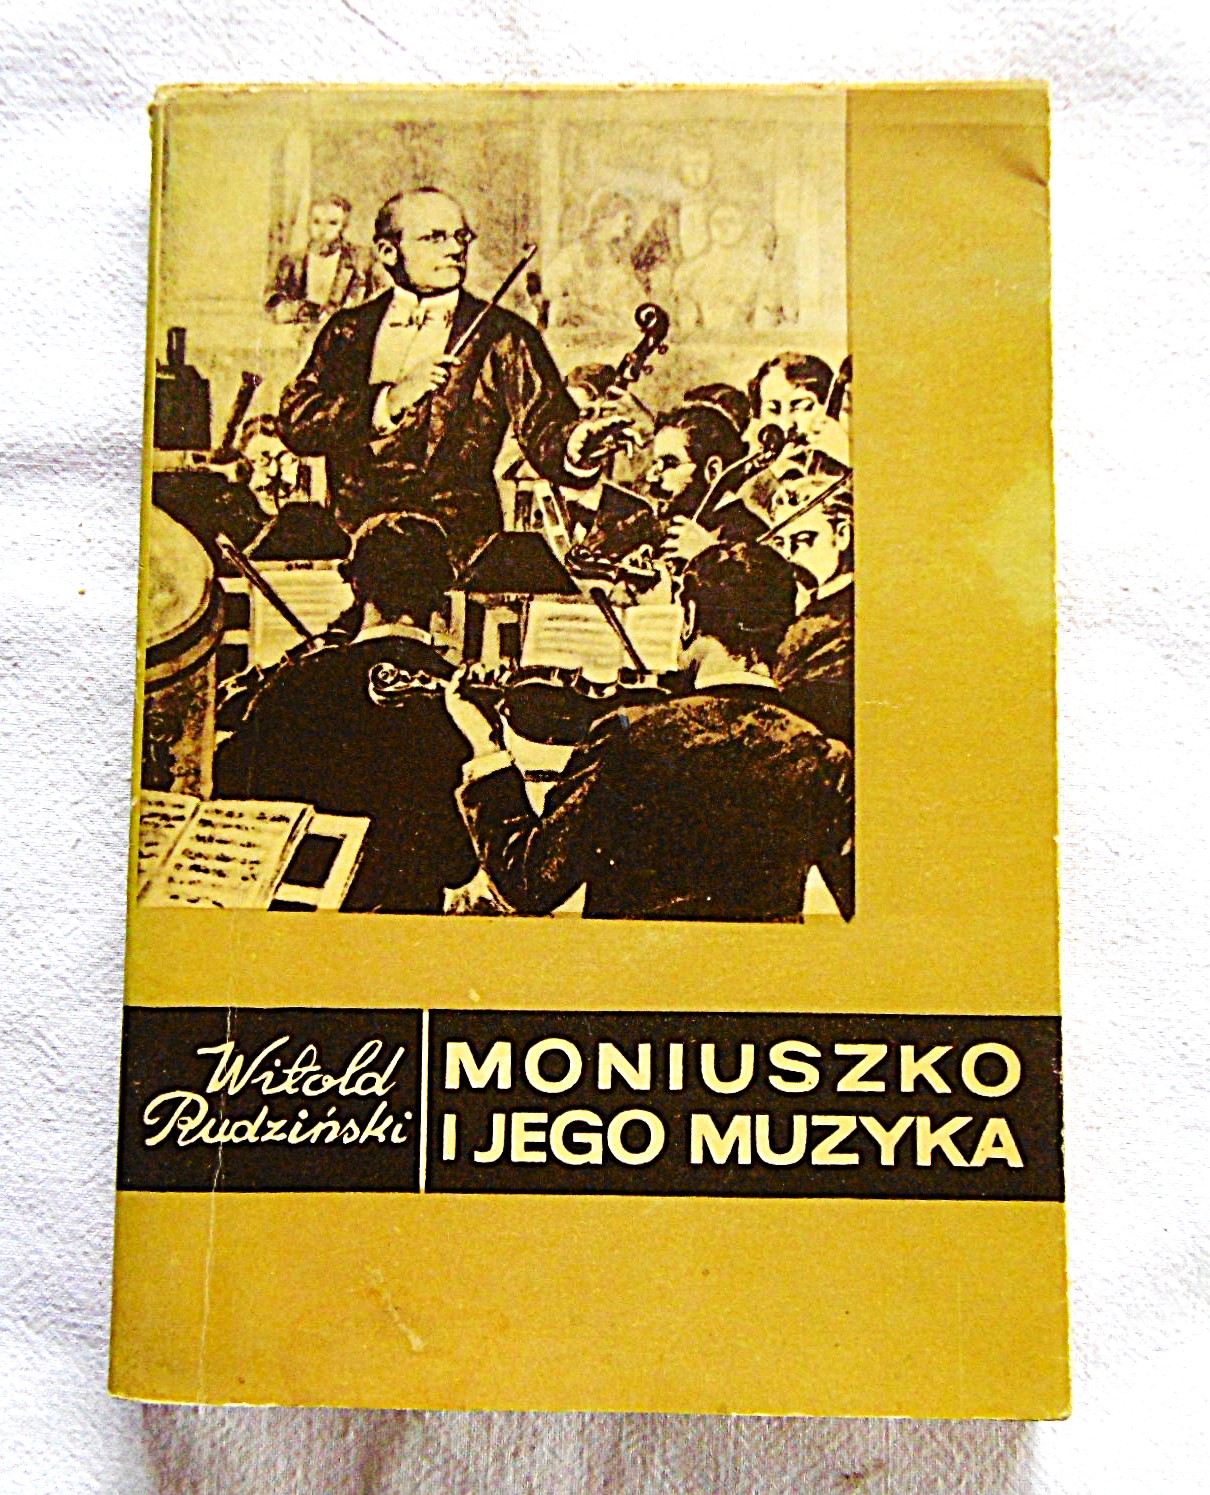 Witold
Rudziński
MONIUSZKO
I JEGO MUZYKA